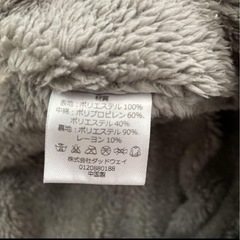 材質
表地：ポリエステル100%
中綿：ポリプロピレン60%、
ポリエステル40%
裏地：ポリエステル90%
レーヨン10%
株式会社ダッドウェイ
0120880188
中国製